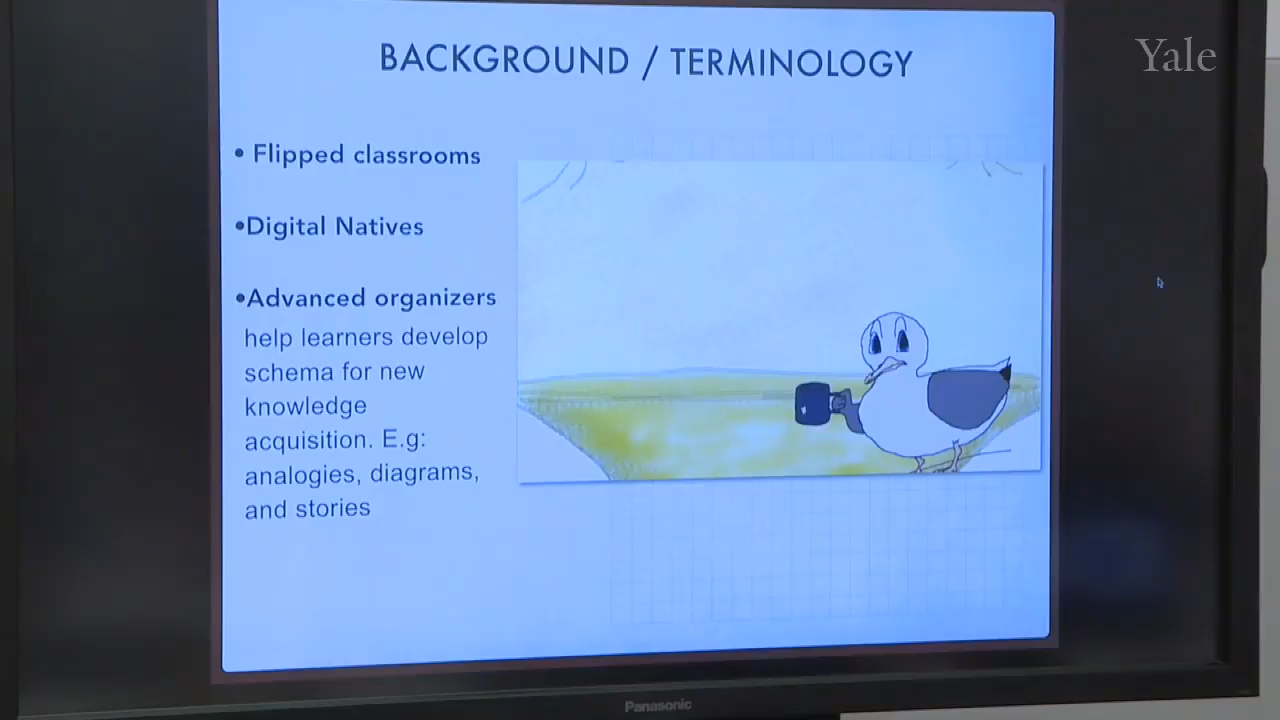 BACKGROUND / TERMINOLOGY
Yale
• Flipped classrooms
•Digital Natives
•Advanced organizers
help learners develop
schema for new
knowledge
acquisition. E.g:
analogies, diagrams,
and stories
Panasonic